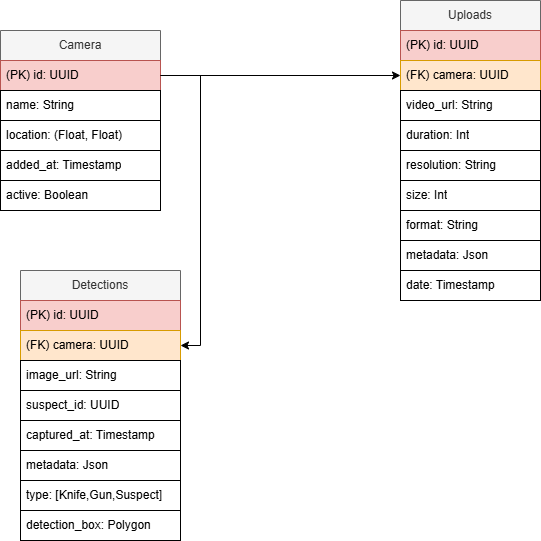 Camera
(PK) id: UUID
name: String
location: (Float, Float)
added_at: Timestamp
active: Boolean
Uploads
(PK) id: UUID
(FK) camera: UUID
video_url: String
duration: Int
resolution: String
size: Int
format: String
metadata: Json
date: Timestamp
Detections
(PK) id: UUID
(FK) camera: UUID
image_url: String
suspect_id: UUID
captured_at: Timestamp
metadata: Json
type: [Knife,Gun,Suspect]
detection_box: Polygon